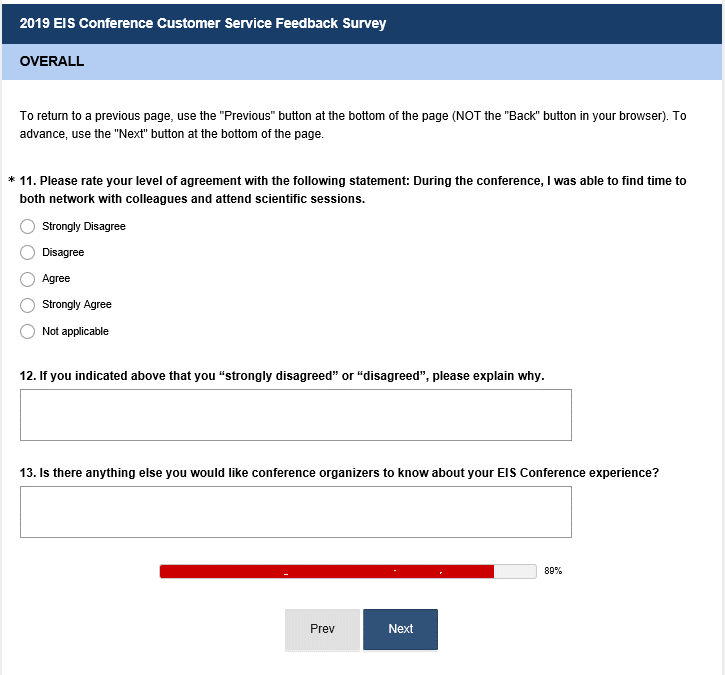 2019 EIS Conference Customer Service Feedback Survey
OVERALL
To return to a previous page, use the "Previous" button at the bottom of the page (NOT the "Back" button in your browser). To
advance, use the "Next" button at the bottom of the page.
* 11. Please rate your level of agreement with the following statement: During the conference, I was able to find time to
both network with colleagues and attend scientific sessions.
Strongly Disagree
Disagree
Agree
Strongly Agree
Not applicable
12. If you indicated above that you “strongly disagreed” or “disagreed”, please explain why.
13. Is there anything else you would like conference organizers to know about your EIS Conference experience?
89%
Prev
Next